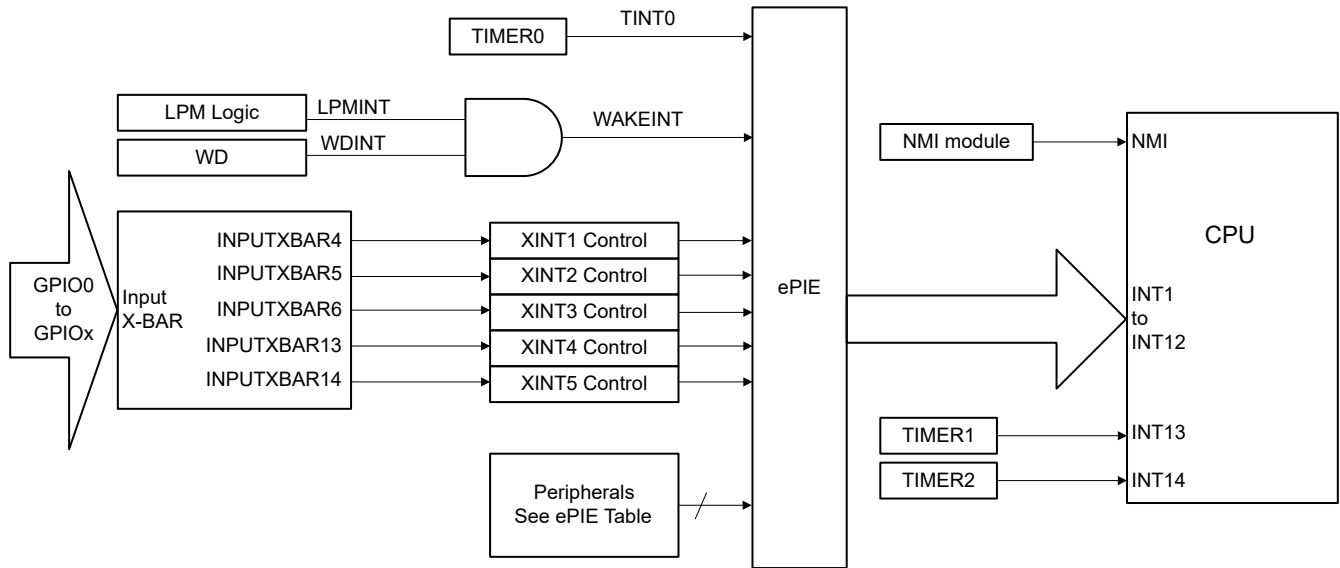 TINT0
TIMER0
LPM Logic
LPMINT
WAKEINT
WD
WDINT
NMI module
NMI
CPU
GPIO0
to
GPIOx
Input
X-BAR
INPUTXBAR4
INPUTXBAR5
INPUTXBAR6
INPUTXBAR13
INPUTXBAR14
XINT1 Control
XINT2 Control
XINT3 Control
XINT4 Control
XINT5 Control
ePIE
INT1
to
INT12
TIMER1
INT13
TIMER2
INT14
Peripherals
See ePIE Table